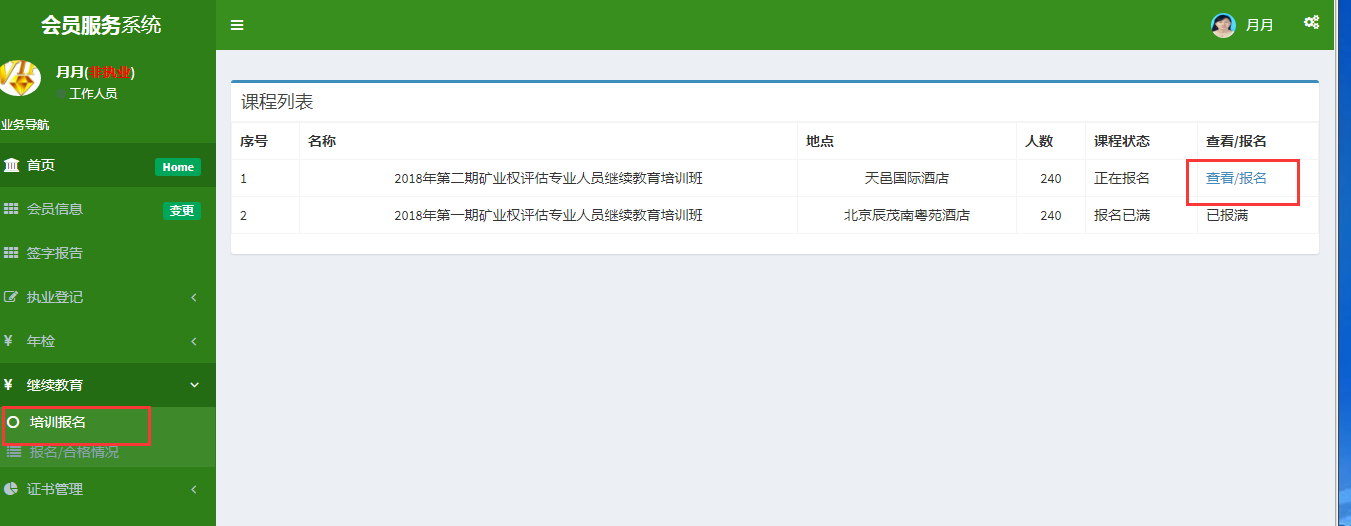 会员服务系统
月月
月月(非执业)
工作人员
业务导航
首页 Home
会员信息 变更
签字报告
执业登记
年检
继续教育
培训报名
报名/合格情况
证书管理
课程列表
序号 名称 地点 人数 课程状态 查看/报名
1 2018年第二期矿业权评估专业人员继续教育培训班 天邑国际酒店 240 正在报名 查看/报名
2 2018年第一期矿业权评估专业人员继续教育培训班 北京辰茂南粤苑酒店 240 报名已满 已报满